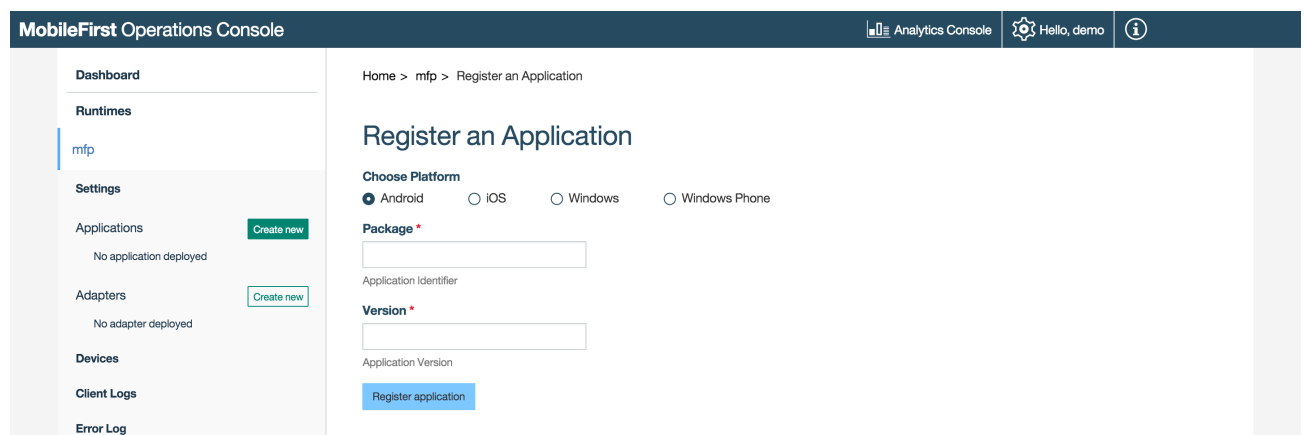 MobileFirst Operations Console
Analytics Console
Hello, demo
Dashboard
Runtimes
mfp
Settings
Applications Create new
No application deployed
Adapters Create new
No adapter deployed
Devices
Client Logs
Error Log
Home > mfp > Register an Application
Register an Application
Choose Platform
Android iOS Windows Windows Phone
Package *
Application Identifier
Version *
Application Version
Register application